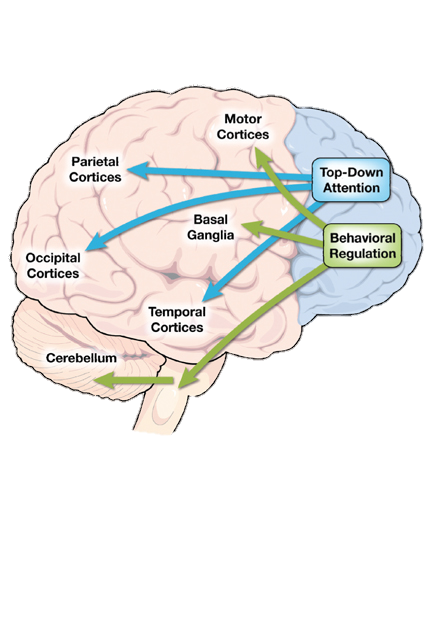 Motor
Cortices
Parietal
Cortices
Top-Down
Attention
Basal
Ganglia
Behavioral
Regulation
Occipital
Cortices
Temporal
Cortices
Cerebellum